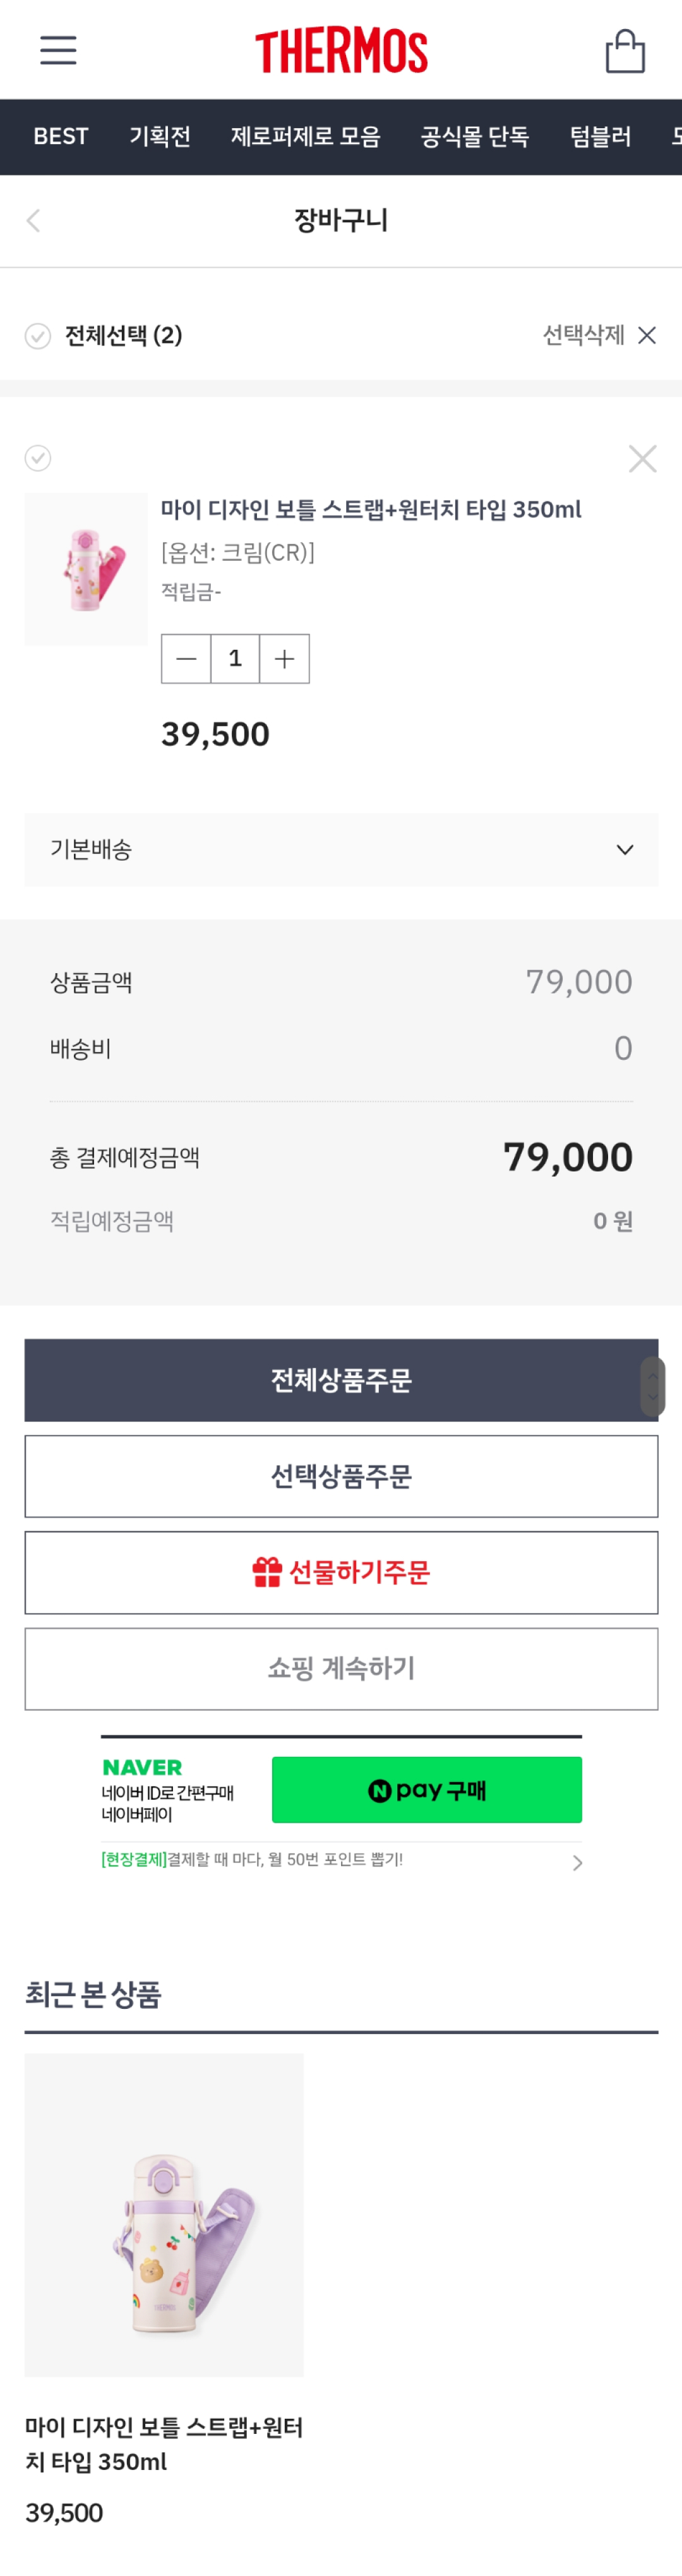 THERMOS
BEST 기획전 제로퍼제로 모음 공식몰 단독 텀블러
장바구니
전체선택 (2) 선택삭제
마이 디자인 보틀 스트랩+원터치 타입 350ml
[옵션: 크림(CR)]
적립금-
1
39,500
기본배송
상품금액 79,000
배송비 0
총 결제예정금액 79,000
적립예정금액 0 원
전체상품주문
선택상품주문
선물하기주문
쇼핑 계속하기
NAVER
네이버 ID로 간편구매
네이버페이
N pay 구매
[현장결제]결제할 때 마다, 월 50번 포인트 뽑기!
최근 본 상품
THERMOS
마이 디자인 보틀 스트랩+원터
치 타입 350ml
39,500